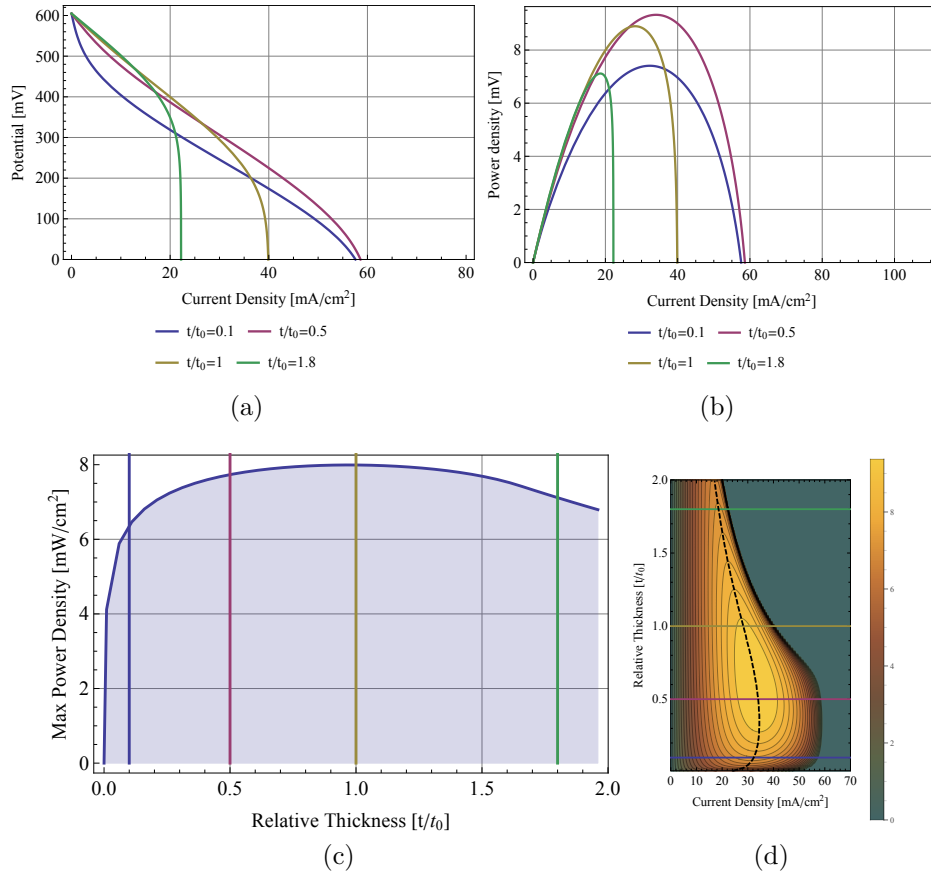 600
500
400
300
200
100
0
Potential [mV]
0 20 40 60 80
Current Density [mA/cm²]
t/t₀=0.1 t/t₀=0.5
t/t₀=1 t/t₀=1.8
(a)
8
6
4
2
0
Power density [mV]
0 20 40 60 80 100
Current Density [mA/cm²]
t/t₀=0.1 t/t₀=0.5
t/t₀=1 t/t₀=1.8
(b)
8
6
4
2
0
Max Power Density [mW/cm²]
0.0 0.5 1.0 1.5 2.0
Relative Thickness [t/t₀]
(c)
2.0
1.5
1.0
0.5
0
Relative Thickness [t/t₀]
0 10 20 30 40 50 60 70
Current Density [mA/cm²]
8
6
4
2
0
(d)